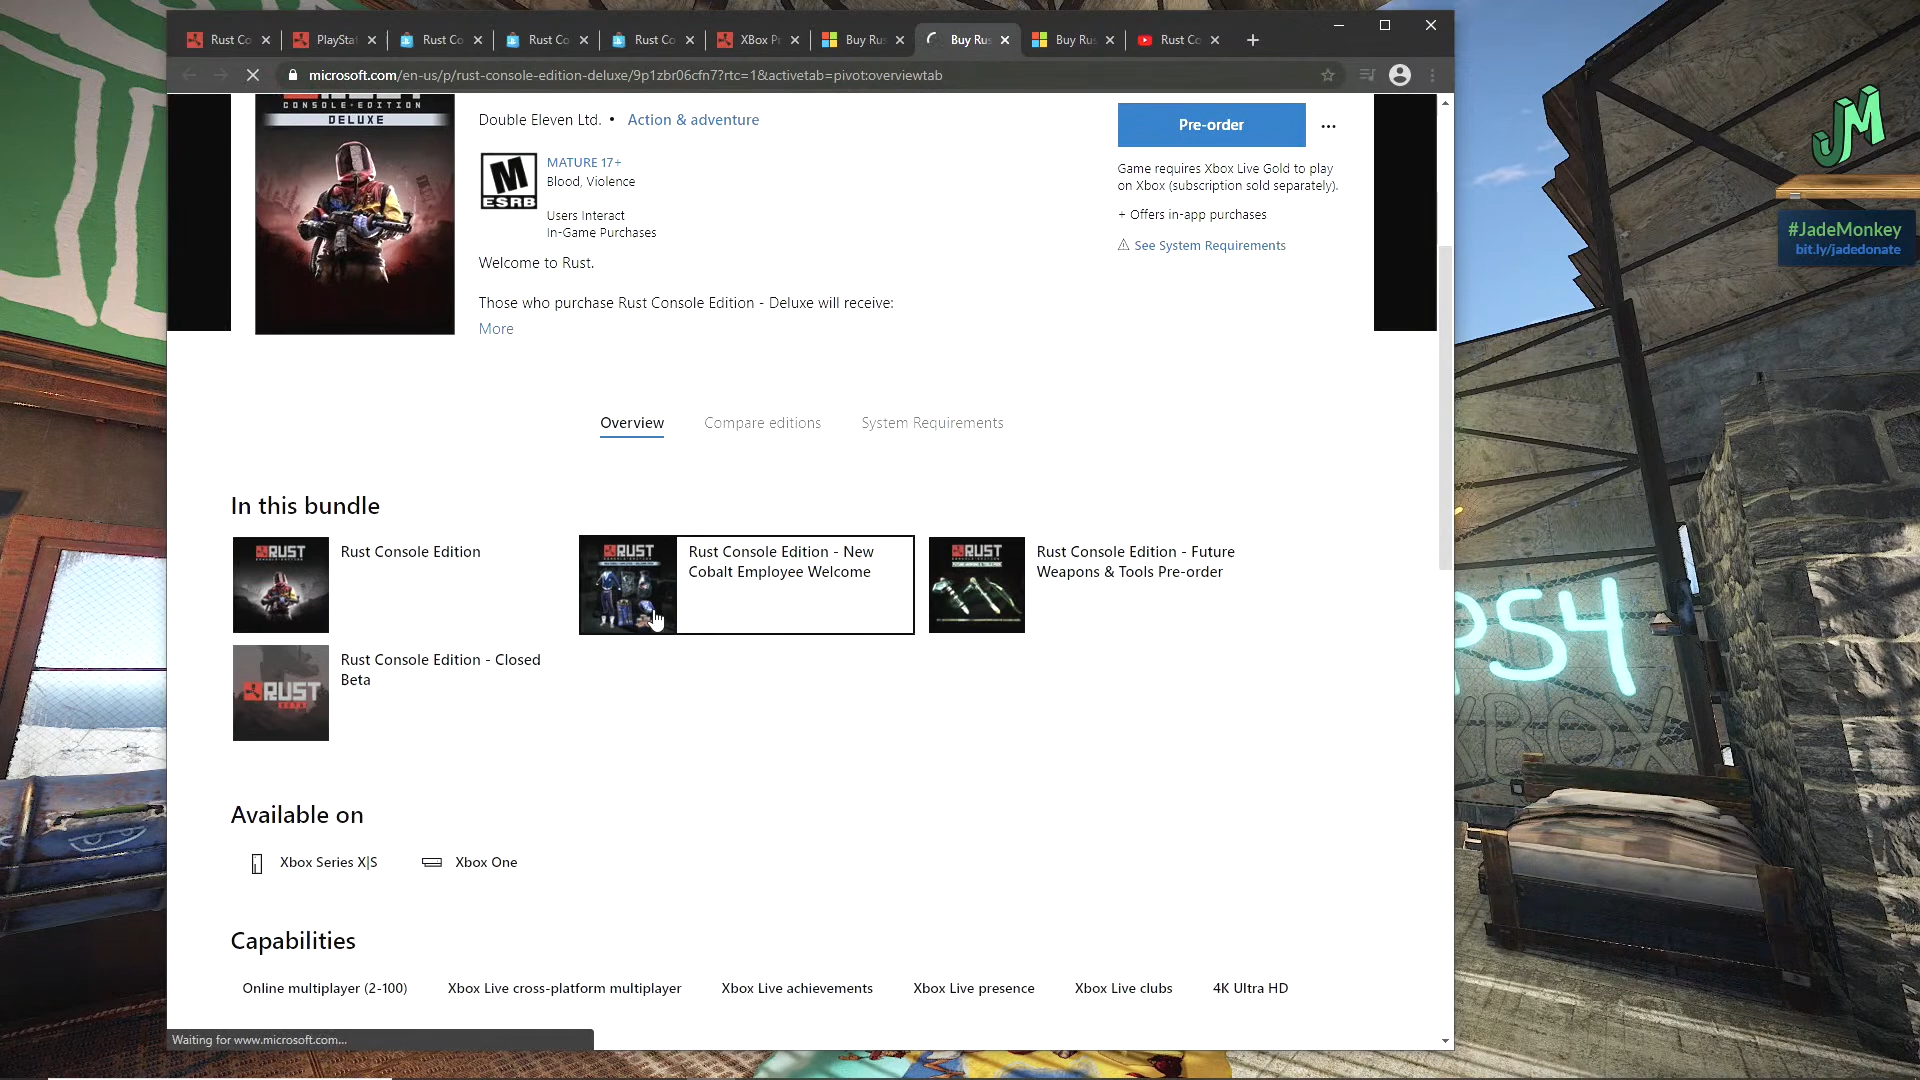 Rust Co
PlaySta
Rust Co
Rust Co
Rust Co
XBox Pr
Buy Rus
Buy Rus
Buy Rus
Rust Co
microsoft.com/en-us/p/rust-console-edition-deluxe/9p1zbr06cfn7?rtc=1&activetab=pivot:overviewtab
CONSOLE EDITION
DELUXE
Double Eleven Ltd. • Action & adventure
Pre-order
M
ESRB
MATURE 17+
Blood, Violence
Users Interact
In-Game Purchases
Game requires Xbox Live Gold to play
on Xbox (subscription sold separately).
+ Offers in-app purchases
See System Requirements
Welcome to Rust.
Those who purchase Rust Console Edition - Deluxe will receive:
More
Overview
Compare editions
System Requirements
In this bundle
RUST
Rust Console Edition
RUST
Rust Console Edition - New
Cobalt Employee Welcome
RUST
Rust Console Edition - Future
Weapons & Tools Pre-order
RUST
BETA
Rust Console Edition - Closed
Beta
Available on
Xbox Series X|S
Xbox One
Capabilities
Online multiplayer (2-100)
Xbox Live cross-platform multiplayer
Xbox Live achievements
Xbox Live presence
Xbox Live clubs
4K Ultra HD
Waiting for www.microsoft.com...
JM
#JadeMonkey
bit.ly/jadedonate
PS4
XBOX